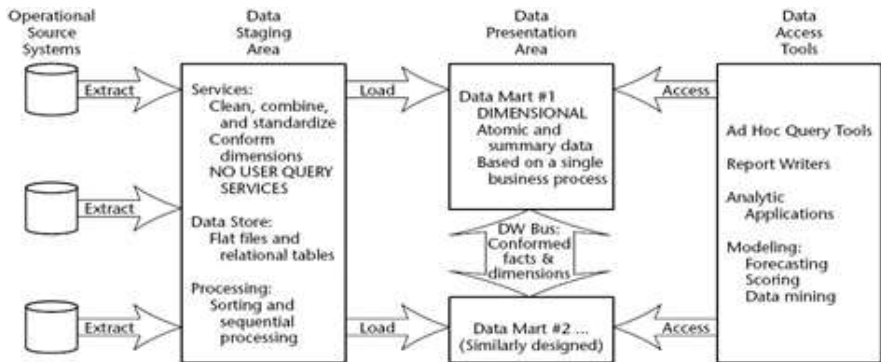 Operational
Source
Systems
Data
Staging
Area
Data
Presentation
Area
Data
Access
Tools
Extract
Extract
Extract
Services:
Clean, combine,
and standardize
Conform
dimensions
NO USER QUERY
SERVICES
Data Store:
Flat files and
relational tables
Processing:
Sorting and
sequential
processing
Load
Load
Data Mart #1
DIMENSIONAL
Atomic and
summary data
Based on a single
business process
DW Bus:
Conformed
facts &
dimensions
Data Mart #2 ...
(Similarly designed)
Access
Access
Ad Hoc Query Tools
Report Writers
Analytic
Applications
Modeling:
Forecasting
Scoring
Data mining